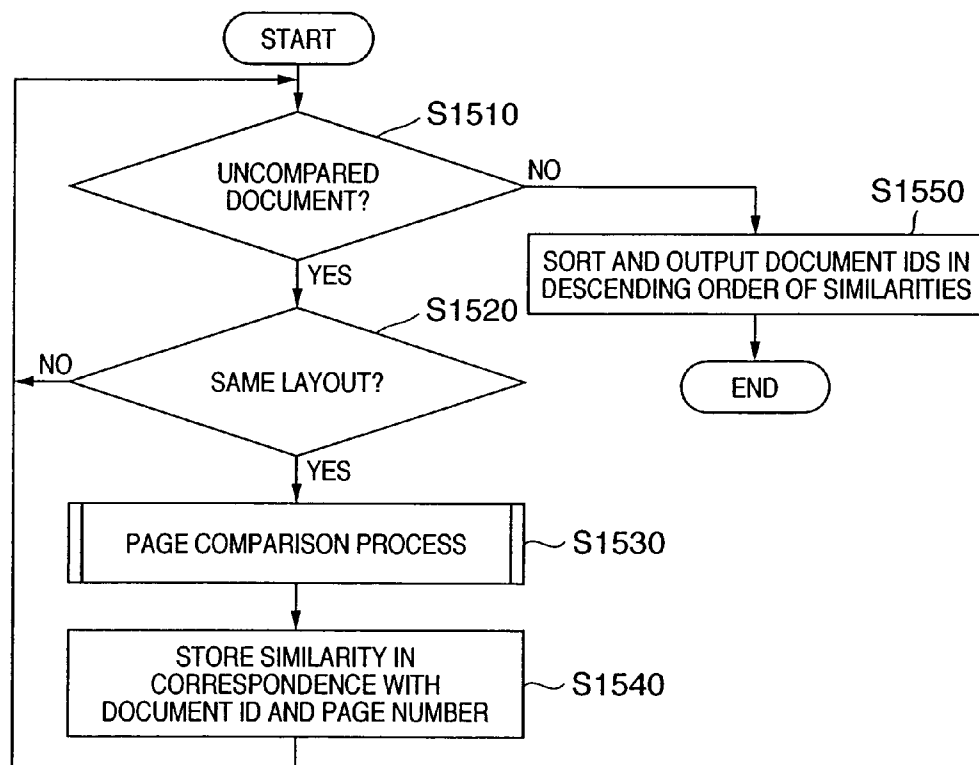 START
S1510
UNCOMPARED
DOCUMENT?
NO
S1550
SORT AND OUTPUT DOCUMENT IDS IN
DESCENDING ORDER OF SIMILARITIES
YES
S1520
NO
SAME LAYOUT?
END
YES
PAGE COMPARISON PROCESS
S1530
STORE SIMILARITY IN
CORRESPONDENCE WITH
DOCUMENT ID AND PAGE NUMBER
S1540